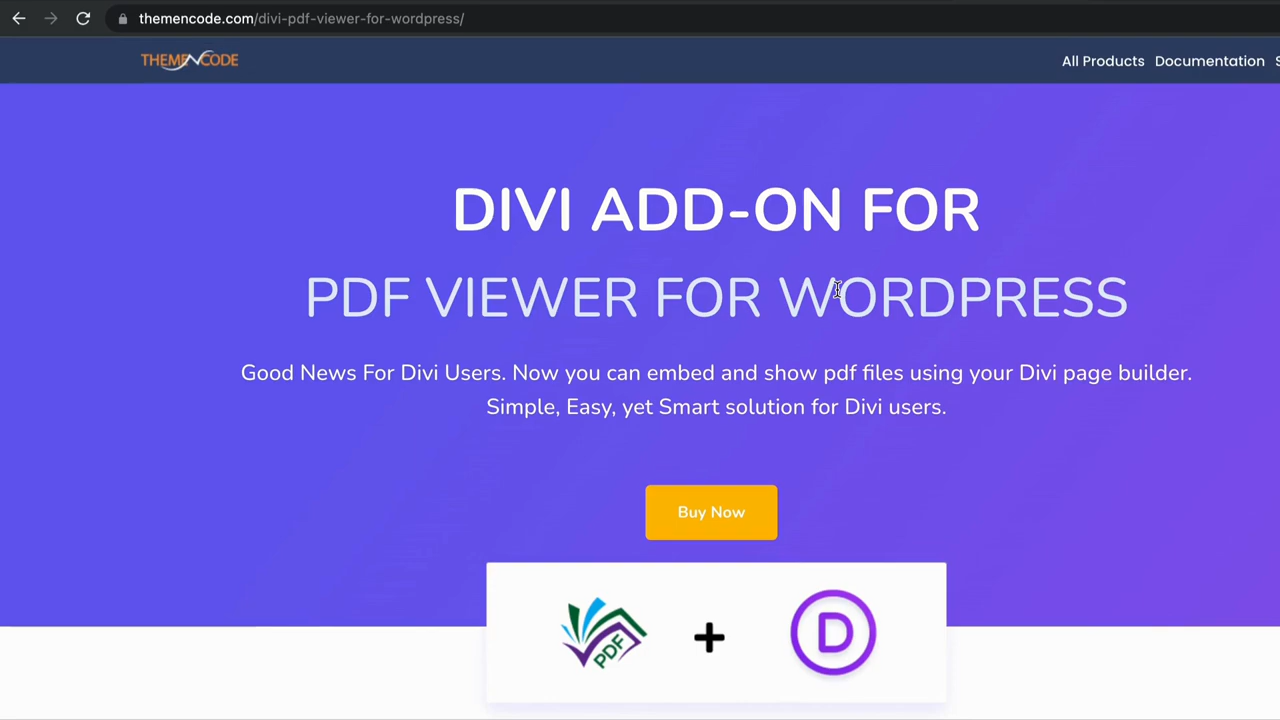 themencode.com/divi-pdf-viewer-for-wordpress/
THEMENCODE
All Products Documentation S
DIVI ADD-ON FOR
PDF VIEWER FOR WORDPRESS
Good News For Divi Users. Now you can embed and show pdf files using your Divi page builder.
Simple, Easy, yet Smart solution for Divi users.
Buy Now
PDF
D